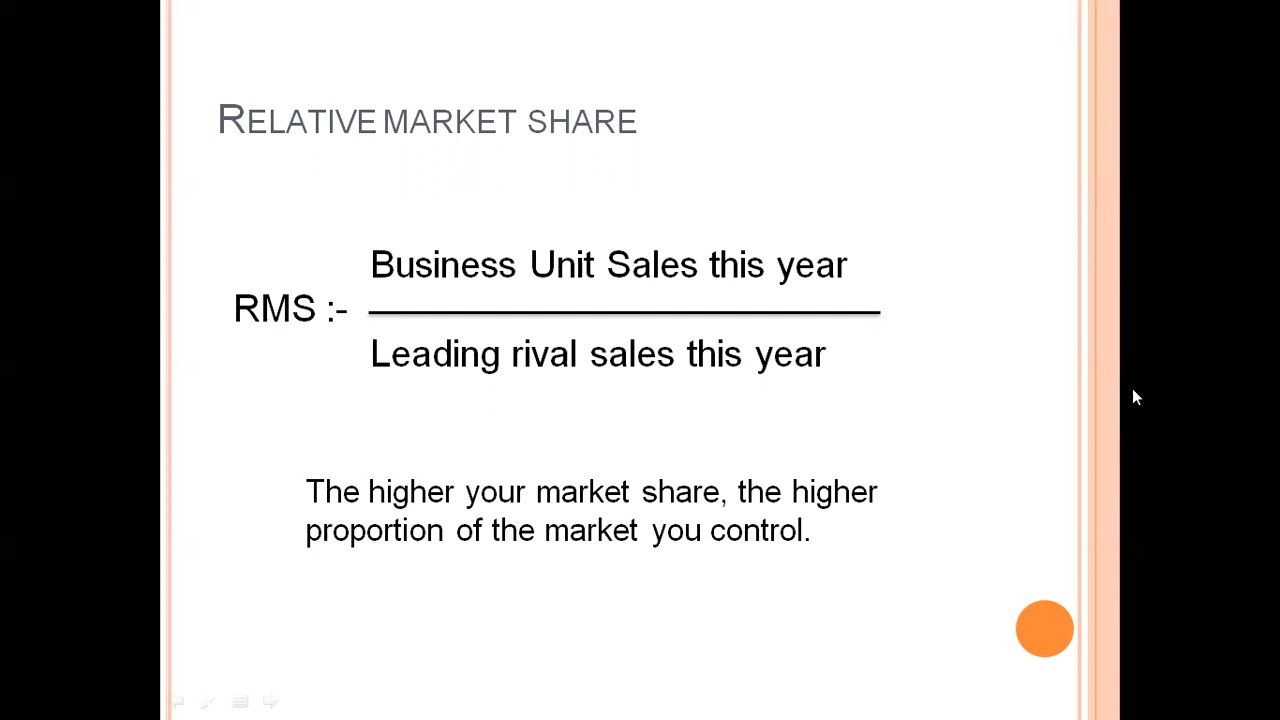 RELATIVE MARKET SHARE
Business Unit Sales this year
RMS :-
Leading rival sales this year
The higher your market share, the higher
proportion of the market you control.